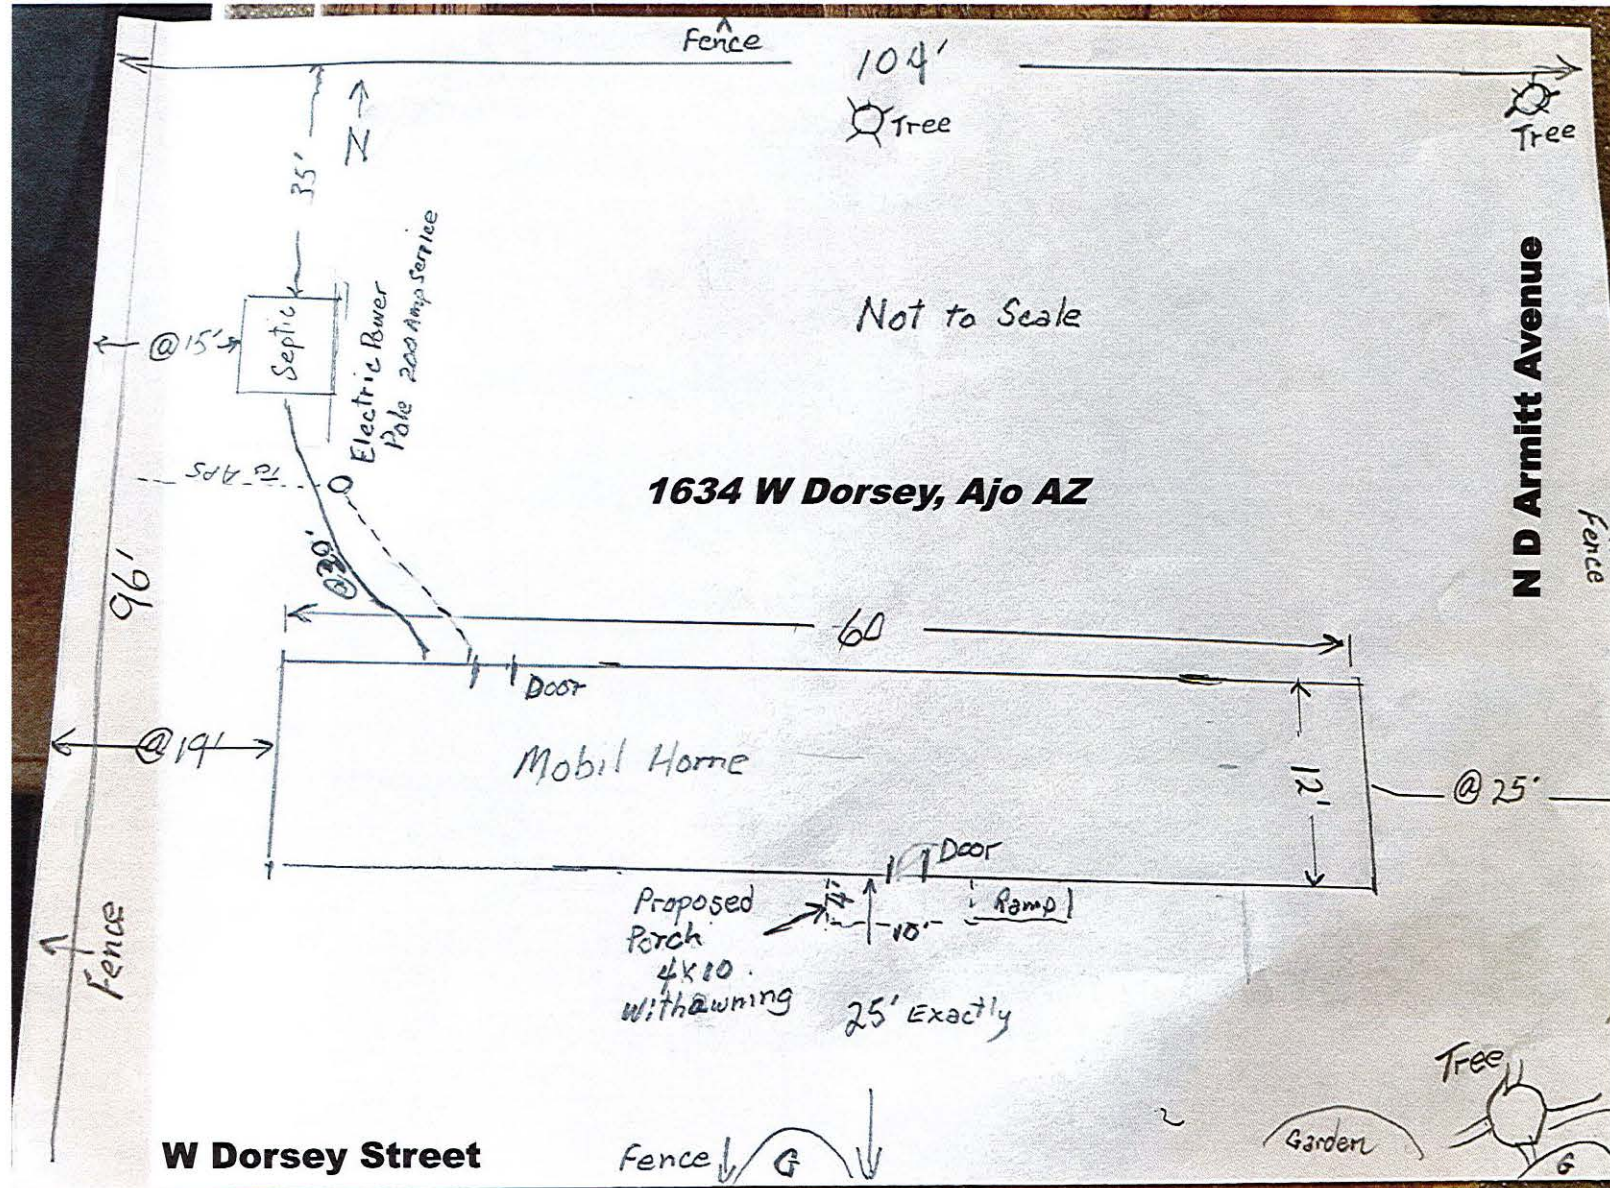 Fence
104'
Tree
Tree
N
35'
Septic
@15'
Electric Power
Pole 200 Amp Service
Not to Scale
N D Armitt Avenue
Fence
To APS
1634 W Dorsey, Ajo AZ
96'
@30'
60
Door
@19'
Mobil Home
12'
@25'
Door
Proposed
Porch
4x10
With awning
4'
10'
Ramp
25' Exactly
Fence
Tree
Garden
G
W Dorsey Street
Fence
G